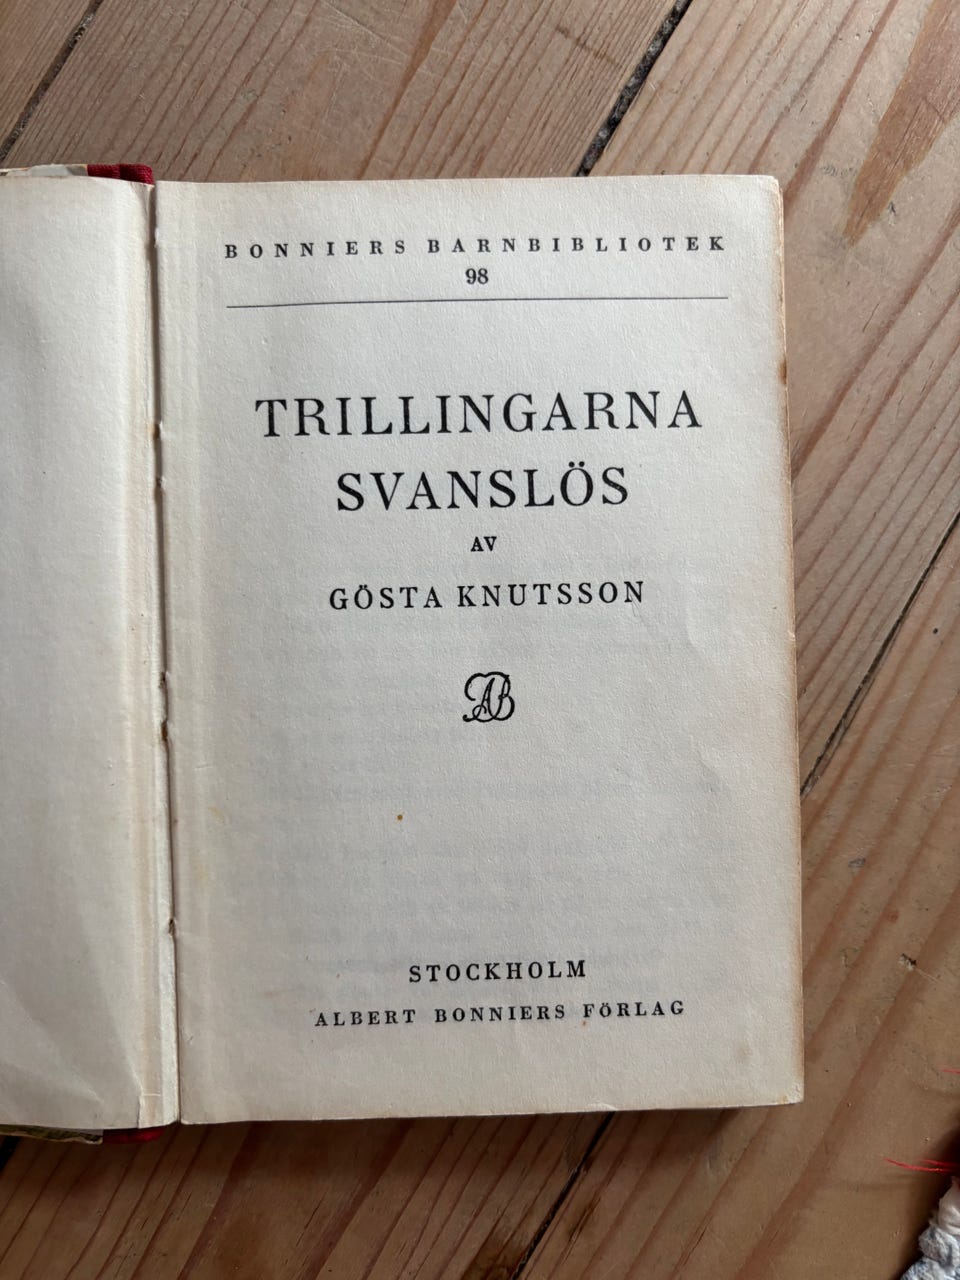 BONNIERS BARNBIBLIOTEK
98
TRILLINGARNA
SVANSLÖS
AV
GÖSTA KNUTSSON
AB
STOCKHOLM
ALBERT BONNIERS FÖRLAG